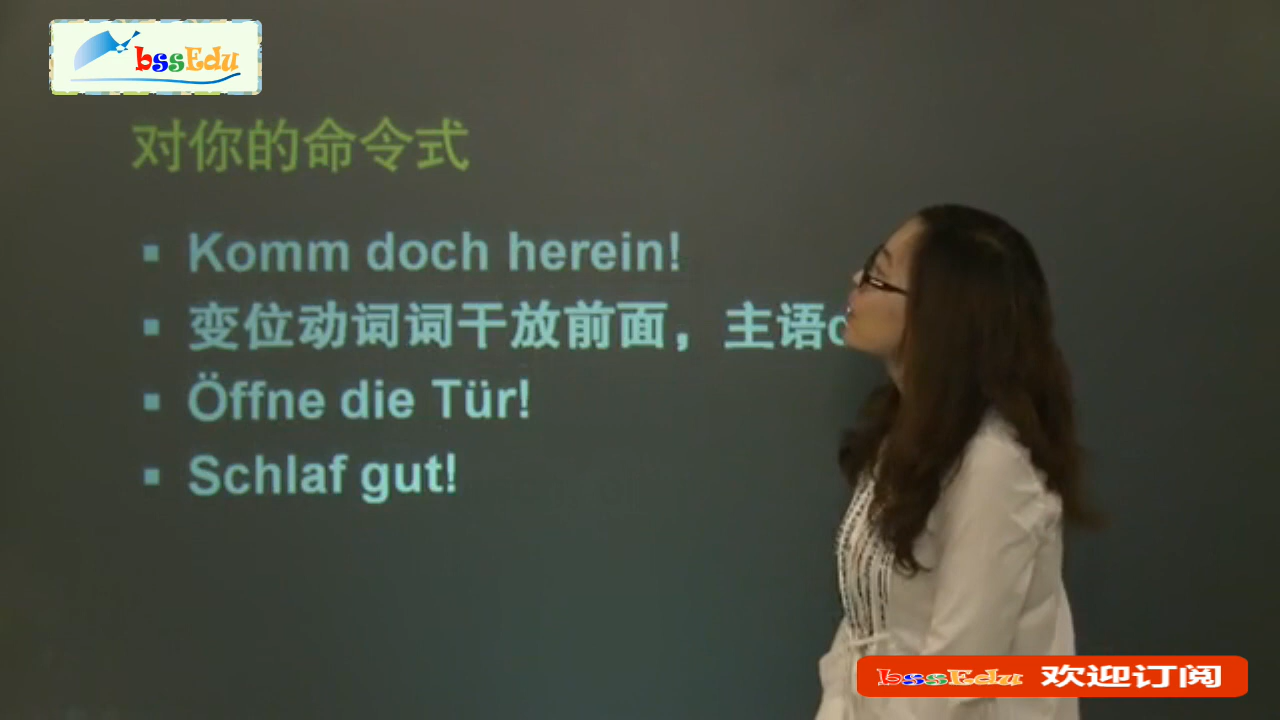 bssEdu
对你的命令式
Komm doch herein!
变位动词词干放前面，主语
Öffne die Tür!
Schlaf gut!
bssEdu 欢迎订阅